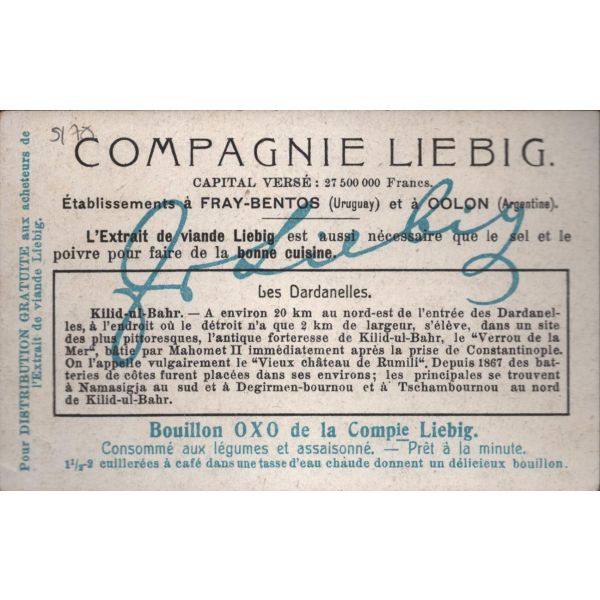 5/78
COMPAGNIE LIEBIG.
CAPITAL VERSÉ: 27 500 000 Francs.
Établissements à FRAY-BENTOS (Uruguay) et à COLON (Argentine).
L'Extrait de viande Liebig est aussi nécessaire que le sel et le
poivre pour faire de la bonne cuisine.
J v Liebig
Les Dardanelles.
Kilid-ul-Bahr. — A environ 20 km au nord-est de l'entrée des Dardanel-
les, à l'endroit où le détroit n'a que 2 km de largeur, s'élève, dans un site
des plus pittoresques, l'antique forteresse de Kilid-ul-Bahr, le "Verrou de la
Mer", bâtie par Mahomet II immédiatement après la prise de Constantinople.
On l'appelle vulgairement le "Vieux château de Rumili". Depuis 1867 des bat-
teries de côtes furent placées dans ses environs; les principales se trouvent
à Namasigja au sud et à Degirmen-bournou et à Tschambournou au nord
de Kilid-ul-Bahr.
Bouillon OXO de la Compie Liebig.
Consommé aux légumes et assaisonné. — Prêt à la minute.
1½-2 cuillerées à café dans une tasse d'eau chaude donnent un délicieux bouillon.
Pour DISTRIBUTION GRATUITE aux acheteurs de
l'Extrait de viande Liebig.